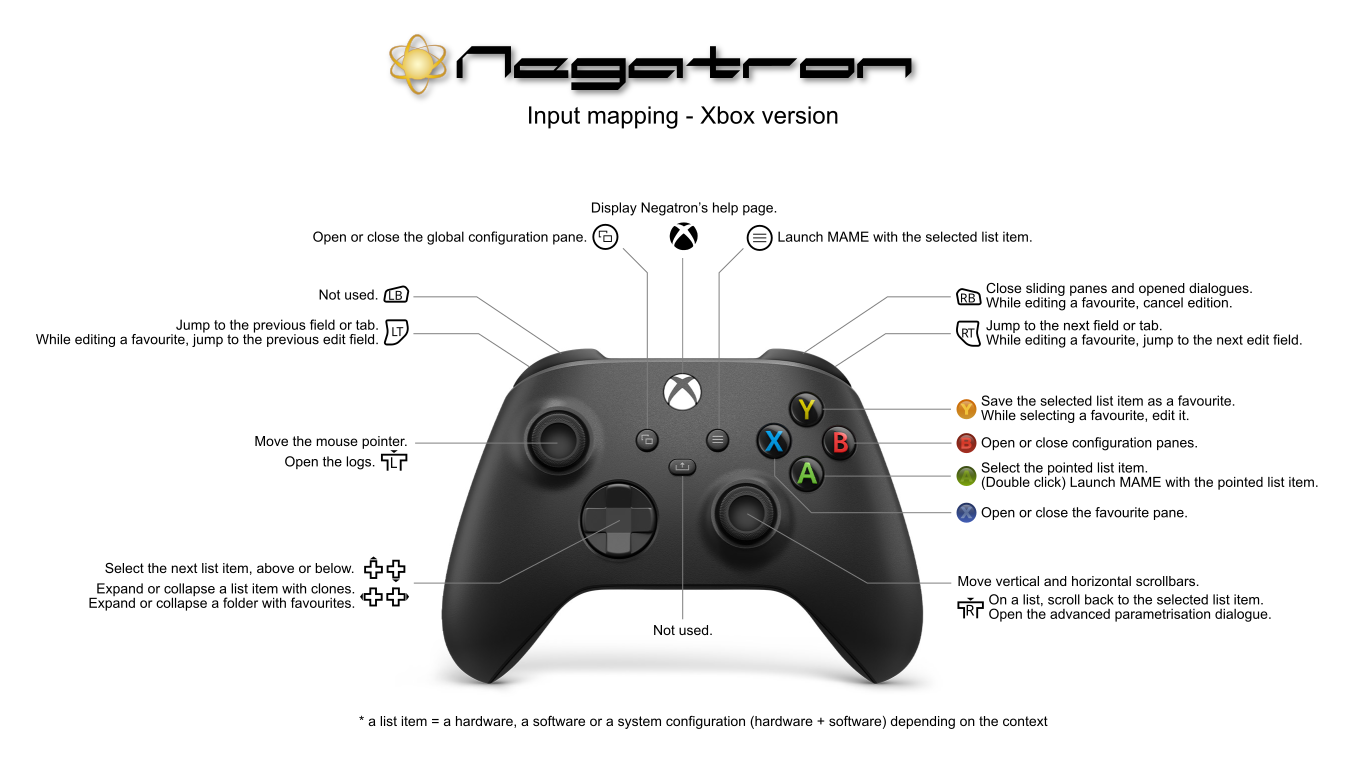 Negatron
Input mapping - Xbox version
Display Negatron's help page.
Open or close the global configuration pane.
Launch MAME with the selected list item.
Not used. LB
Jump to the previous field or tab.
While editing a favourite, jump to the previous edit field.
LT
RB
Close sliding panes and opened dialogues.
While editing a favourite, cancel edition.
RT
Jump to the next field or tab.
While editing a favourite, jump to the next edit field.
Y
X
B
A
Y
Save the selected list item as a favourite.
While selecting a favourite, edit it.
B Open or close configuration panes.
A
Select the pointed list item.
(Double click) Launch MAME with the pointed list item.
X Open or close the favourite pane.
Move the mouse pointer.
Open the logs. L
Select the next list item, above or below.
Expand or collapse a list item with clones.
Expand or collapse a folder with favourites.
Move vertical and horizontal scrollbars.
R
On a list, scroll back to the selected list item.
Open the advanced parametrisation dialogue.
Not used.
* a list item = a hardware, a software or a system configuration (hardware + software) depending on the context